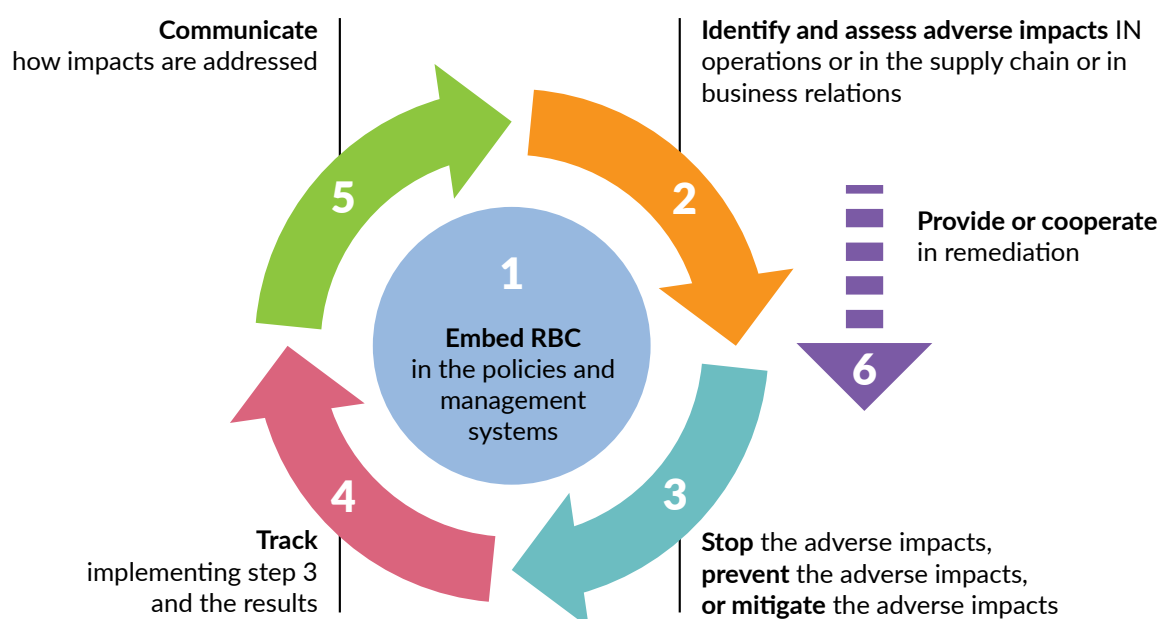 1
Embed RBC
in the policies and
management
systems
2
Identify and assess adverse impacts IN
operations or in the supply chain or in
business relations
3
Stop the adverse impacts,
prevent the adverse impacts,
or mitigate the adverse impacts
4
Track
implementing step 3
and the results
5
Communicate
how impacts are addressed
6
Provide or cooperate
in remediation